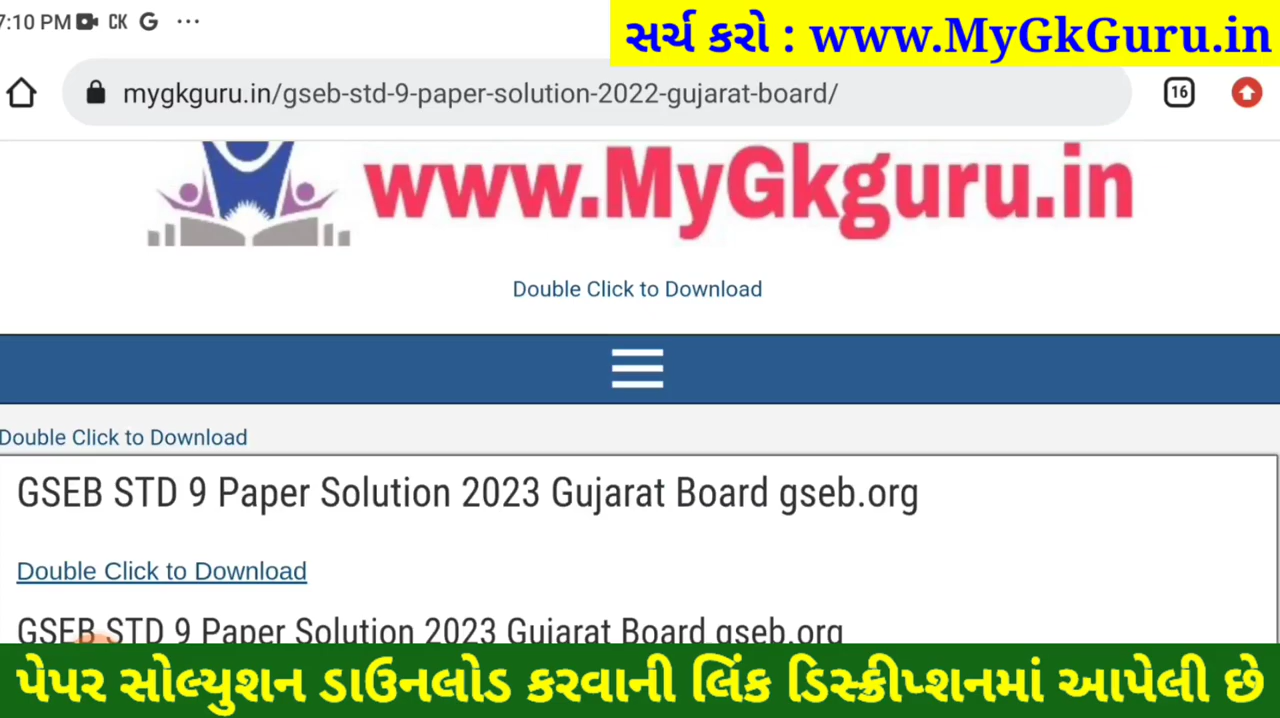 7:10 PM CK G ...
સર્ચ કરો : www.MyGkGuru.in
mygkguru.in/gseb-std-9-paper-solution-2022-gujarat-board/
16
www.MyGkguru.in
Double Click to Download
Double Click to Download
GSEB STD 9 Paper Solution 2023 Gujarat Board gseb.org
Double Click to Download
GSEB STD 9 Paper Solution 2023 Gujarat Board gseb.org
પેપર સોલ્યુશન ડાઉનલોડ કરવાની લિંક ડિસ્ક્રીપ્શનમાં આપેલી છે